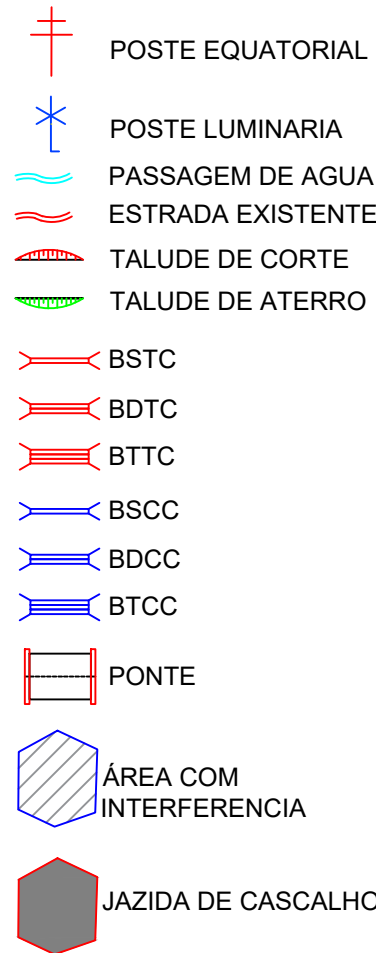 POSTE EQUATORIAL
POSTE LUMINARIA
PASSAGEM DE AGUA
ESTRADA EXISTENTE
TALUDE DE CORTE
TALUDE DE ATERRO
BSTC
BDTC
BTTC
BSCC
BDCC
BTCC
PONTE
ÁREA COM
INTERFERENCIA
JAZIDA DE CASCALHO